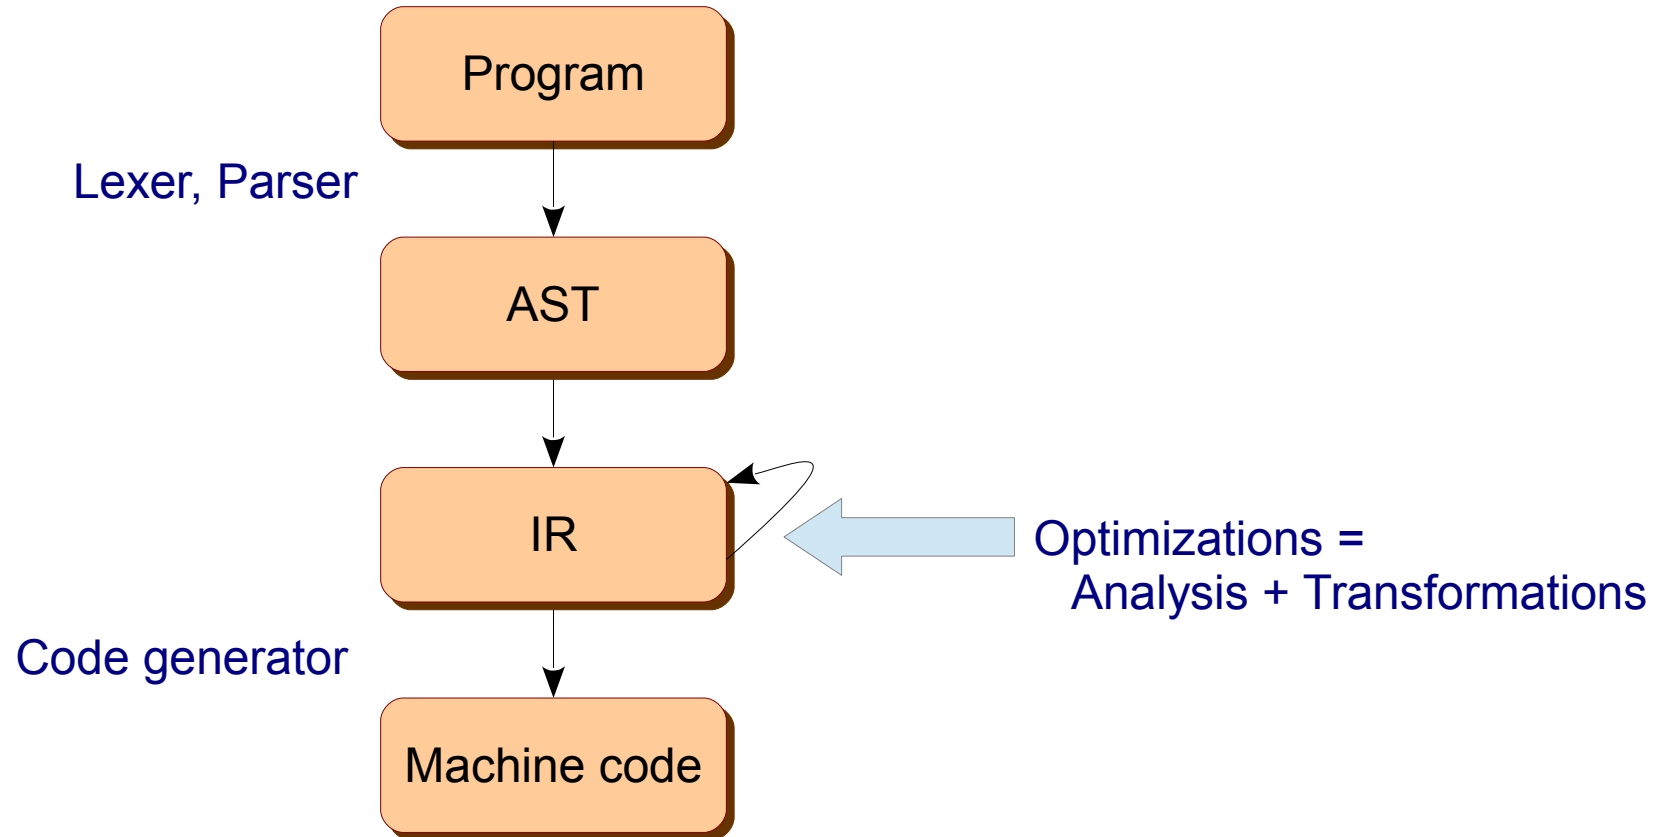 Program
Lexer, Parser
AST
IR
Optimizations =
Analysis + Transformations
Code generator
Machine code